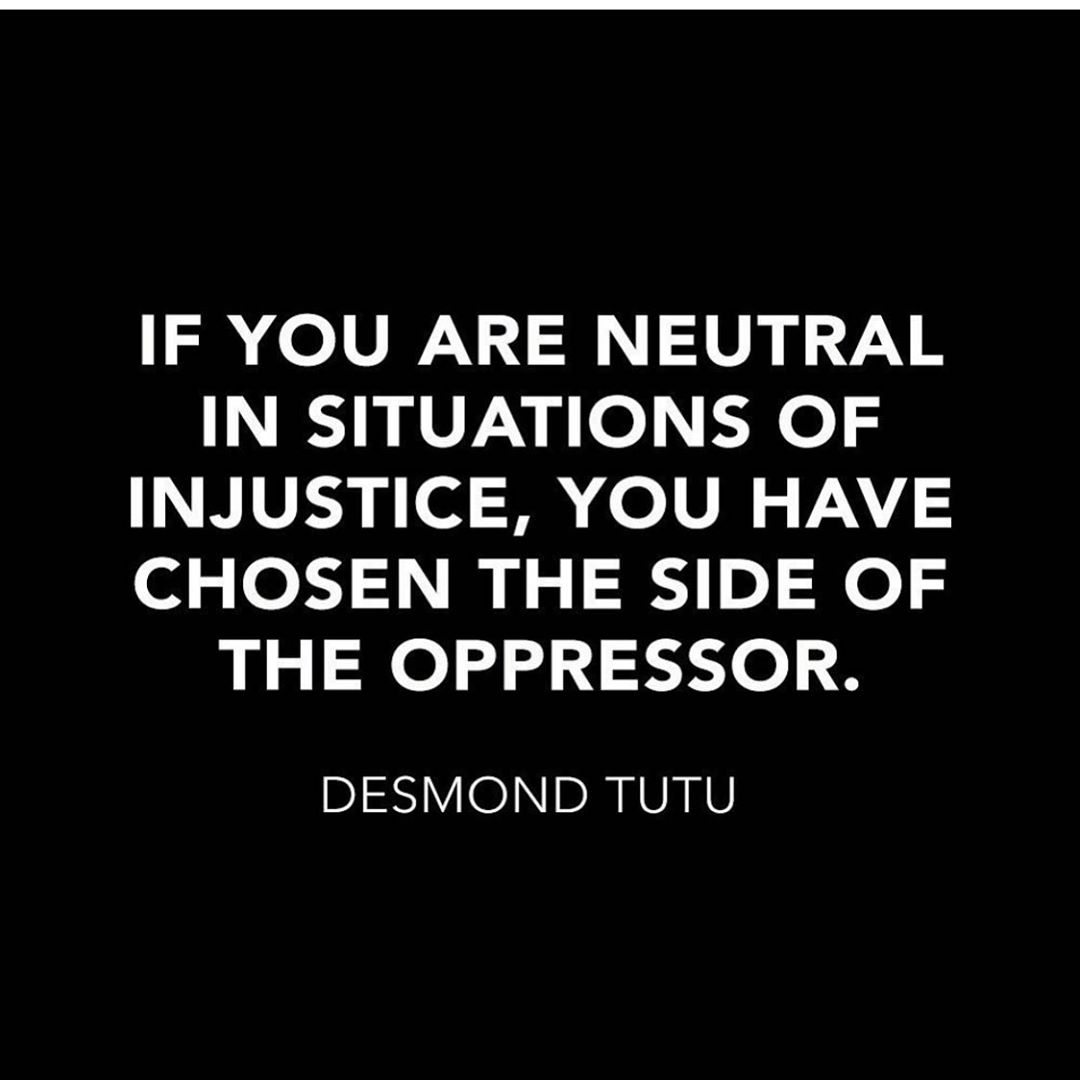 IF YOU ARE NEUTRAL
IN SITUATIONS OF
INJUSTICE, YOU HAVE
CHOSEN THE SIDE OF
THE OPPRESSOR.
DESMOND TUTU